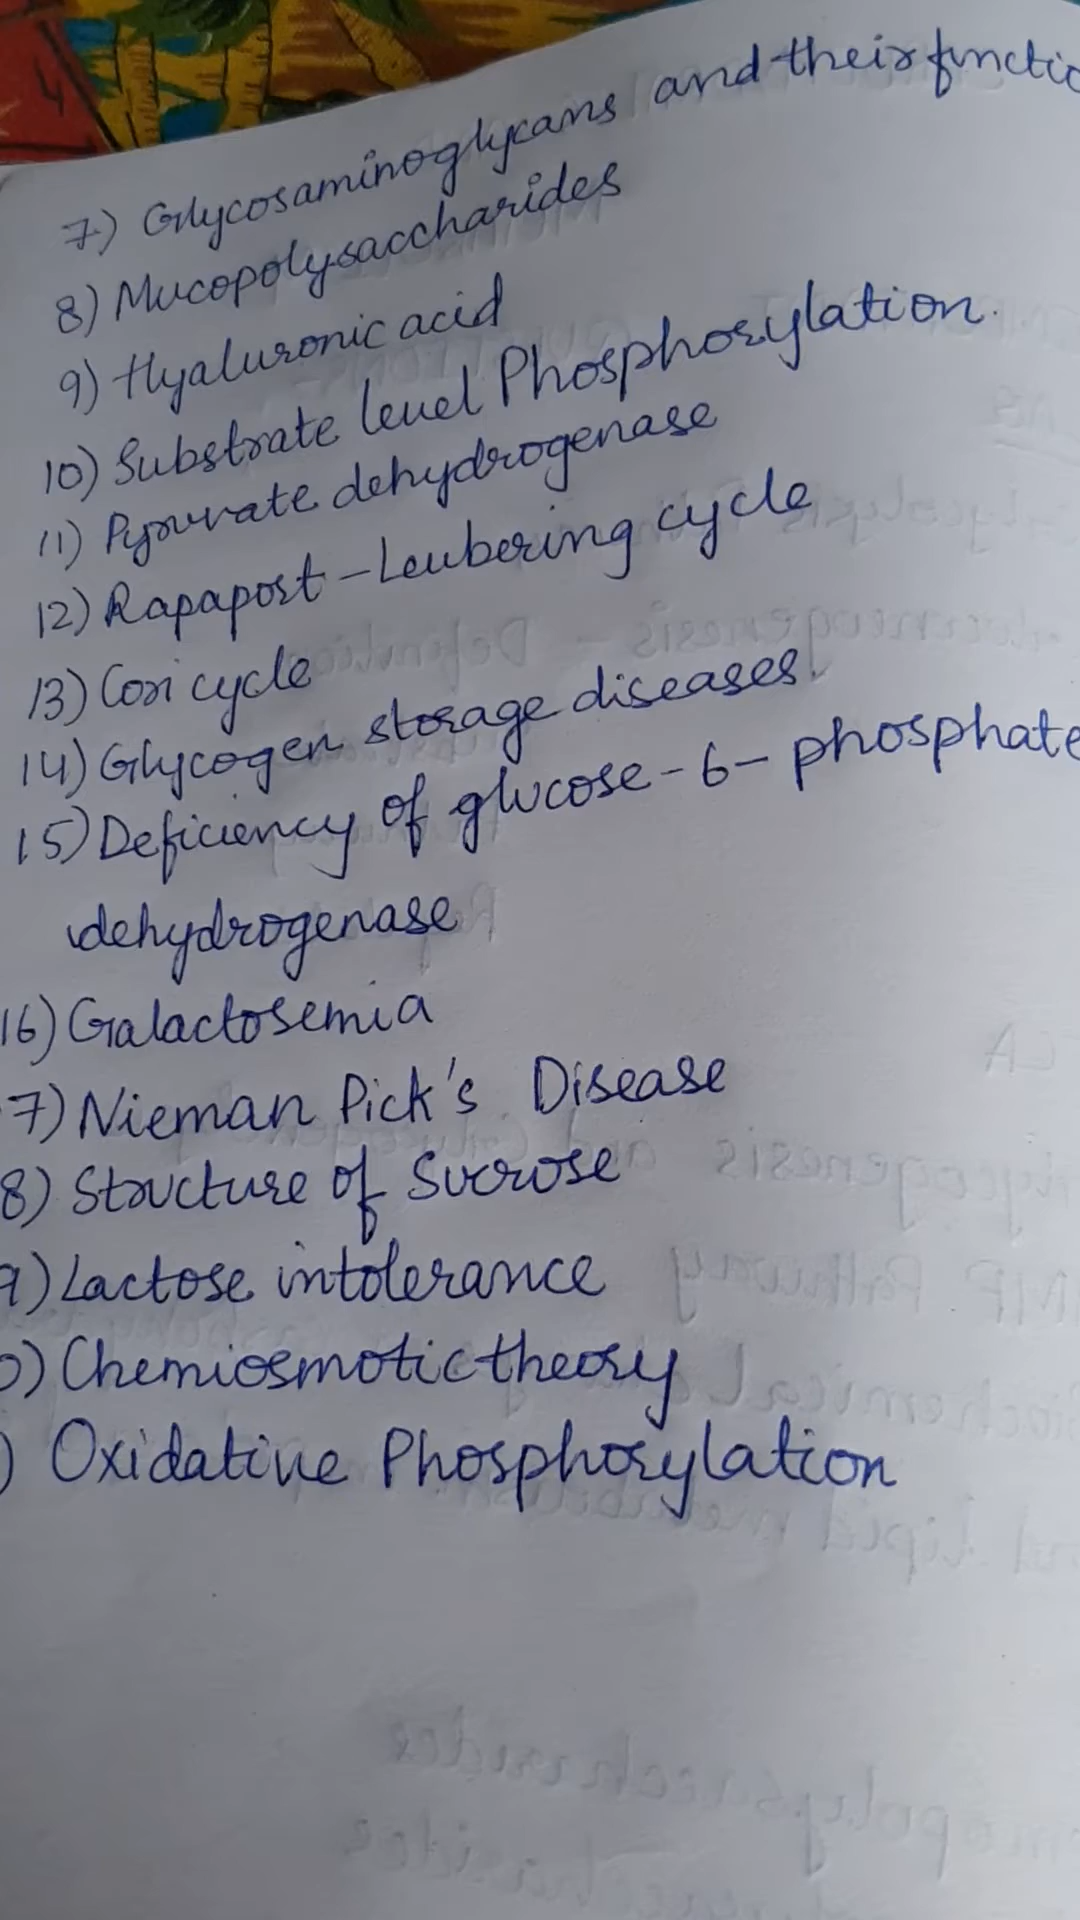 7) Glycosaminoglycans and their functio
8) Mucopolysaccharides
9) Hyaluronic acid
10) Substrate level Phosphorylation.
11) Pyruvate dehydrogenase
12) Rapaport - Leubering cycle
13) Cori cycle
14) Glycogen storage diseases
15) Deficiency of glucose - 6 - phosphate
dehydrogenase
16) Galactosemia
7) Nieman Pick's Disease
8) Structure of Sucrose
9) Lactose intolerance
0) Chemiosmotic theory
) Oxidative Phosphorylation